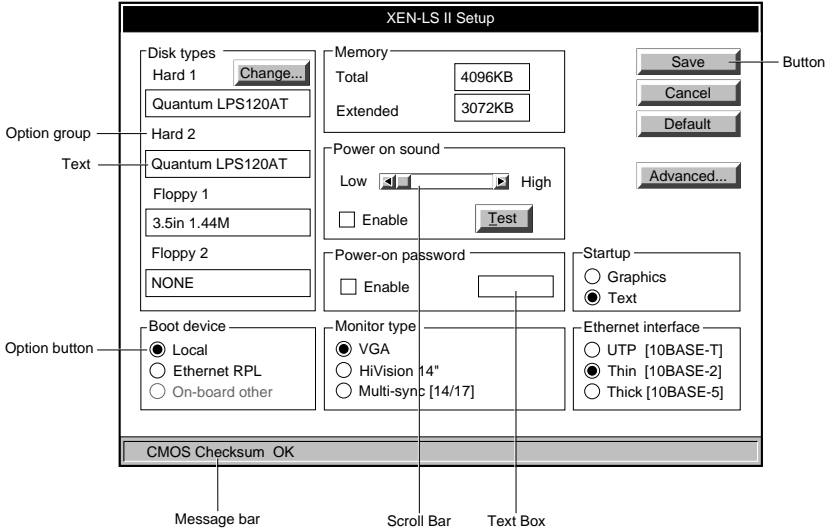 XEN-LS II Setup
Disk types
Hard 1
Change...
Quantum LPS120AT
Hard 2
Quantum LPS120AT
Floppy 1
3.5in 1.44M
Floppy 2
NONE
Memory
Total
4096KB
Extended
3072KB
Power on sound
Low
High
Enable
Test
Power-on password
Enable
Save
Cancel
Default
Advanced...
Startup
Graphics
Text
Boot device
Local
Ethernet RPL
On-board other
Monitor type
VGA
HiVision 14"
Multi-sync [14/17]
Ethernet interface
UTP [10BASE-T]
Thin [10BASE-2]
Thick [10BASE-5]
CMOS Checksum OK
Option group
Text
Option button
Button
Message bar
Scroll Bar
Text Box